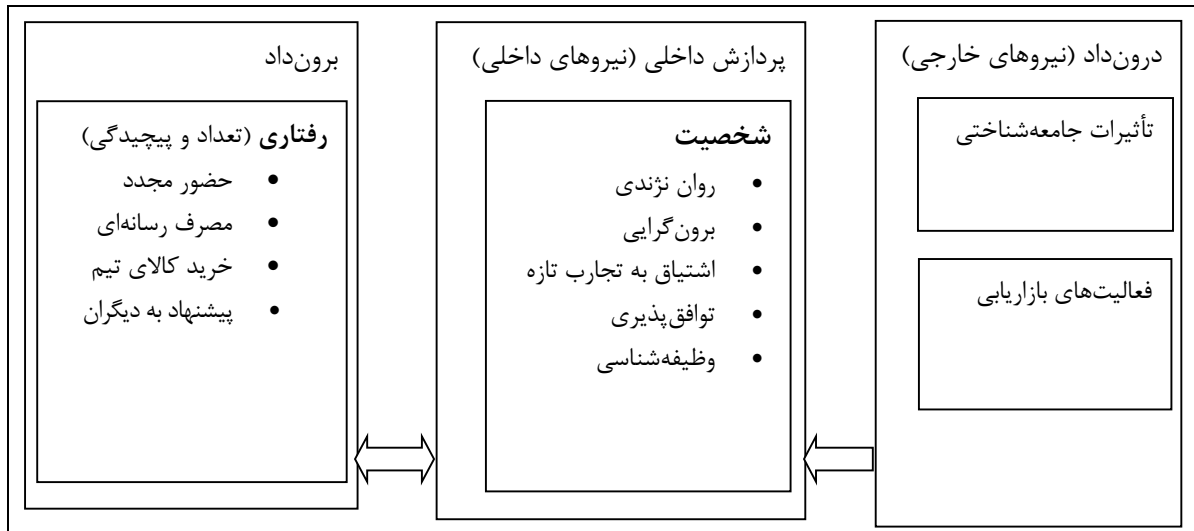 درون‌داد (نیروهای خارجی)
تأثیرات جامعه‌شناختی
فعالیت‌های بازاریابی
پردازش داخلی (نیروهای داخلی)
شخصیت
• روان نژندی
• برون‌گرایی
• اشتیاق به تجارب تازه
• توافق‌پذیری
• وظیفه‌شناسی
برون‌داد
رفتاری (تعداد و پیچیدگی)
• حضور مجدد
• مصرف رسانه‌ای
• خرید کالای تیم
• پیشنهاد به دیگران